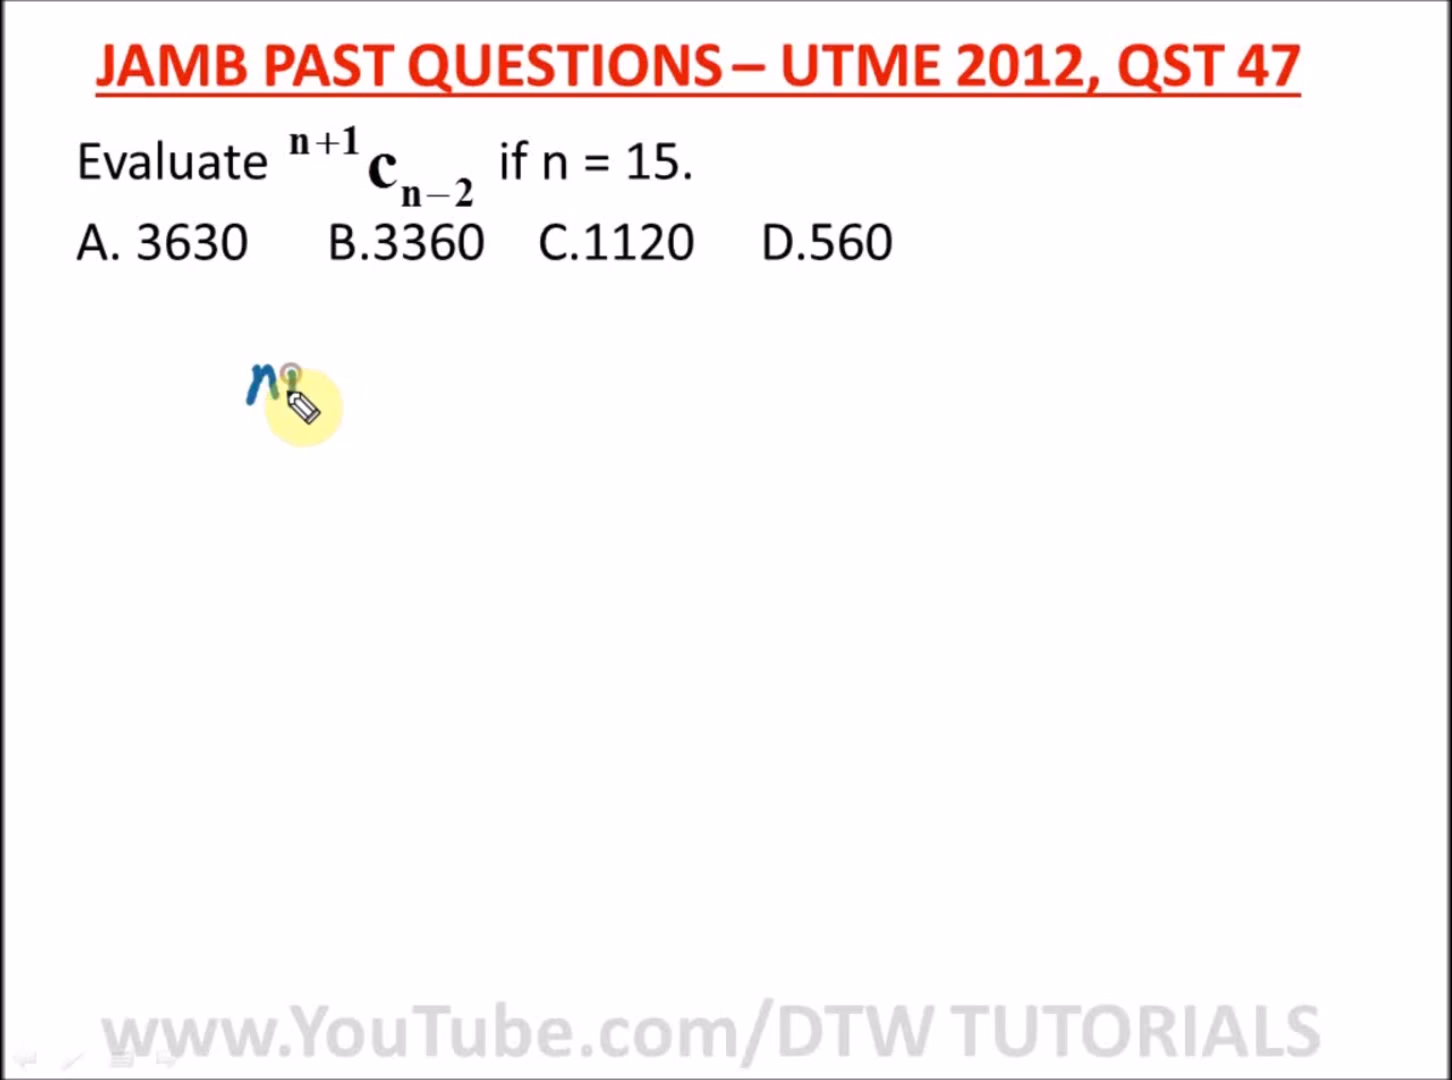 JAMB PAST QUESTIONS – UTME 2012, QST 47
Evaluate n+1 c n−2 if n = 15.
A. 3630 B.3360 C.1120 D.560
n
www.YouTube.com/DTW TUTORIALS